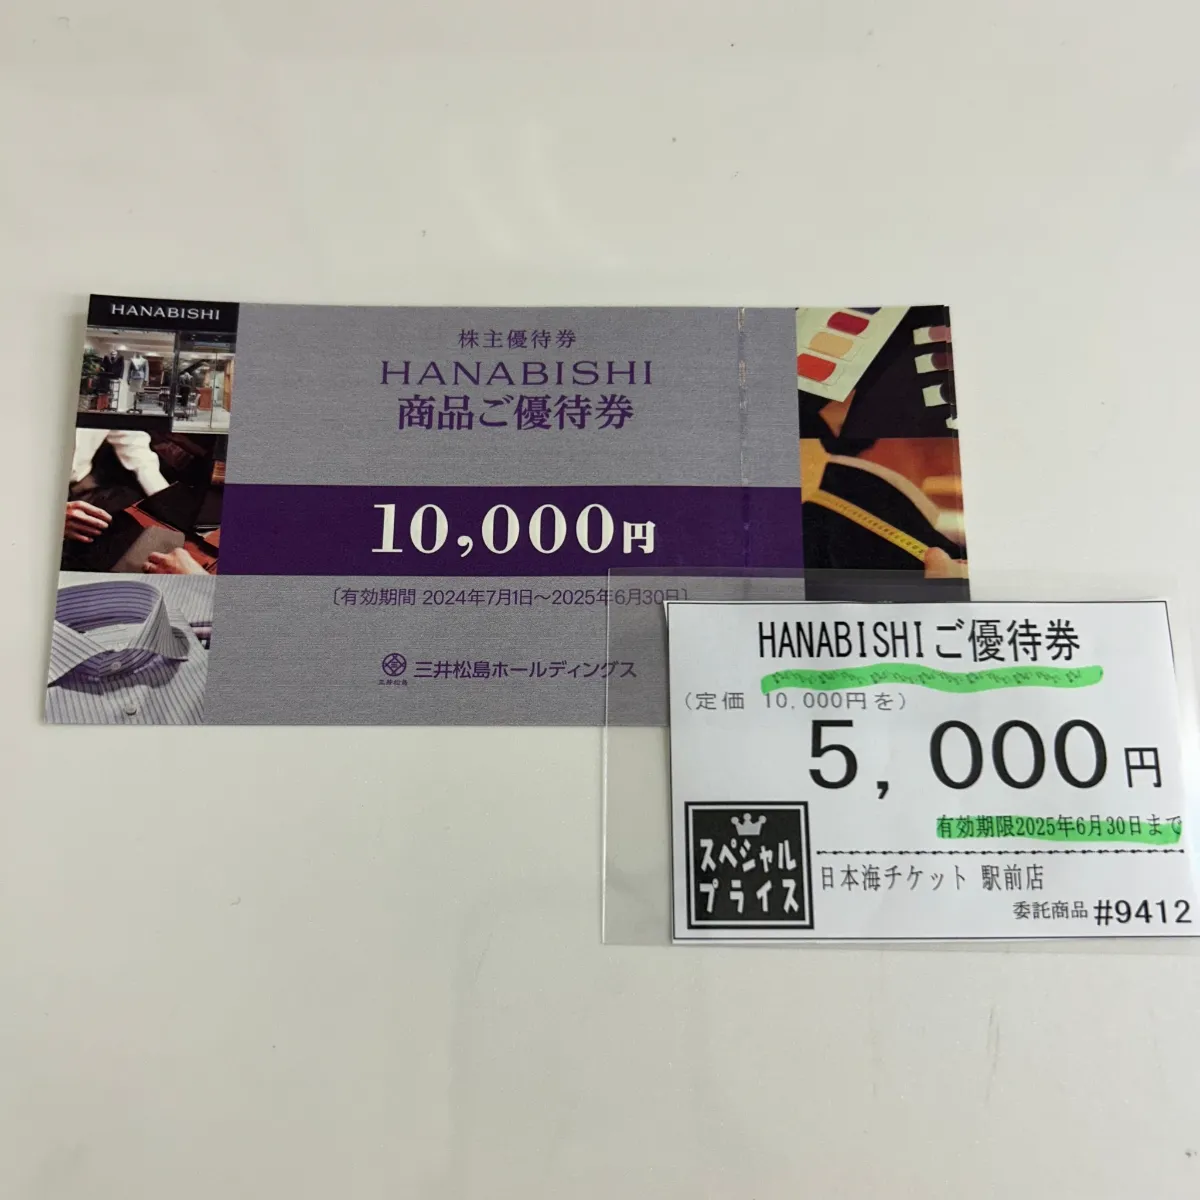 HANABISHI
株主優待券
HANABISHI
商品ご優待券
10,000円
〔有効期間 2024年7月1日～2025年6月30日〕
三井松島
三井松島ホールディングス
HANABISHIご優待券
(定価 10,000円を)
5,000円
有効期限2025年6月30日まで
スペシャル
プライス
日本海チケット 駅前店
委託商品 #9412